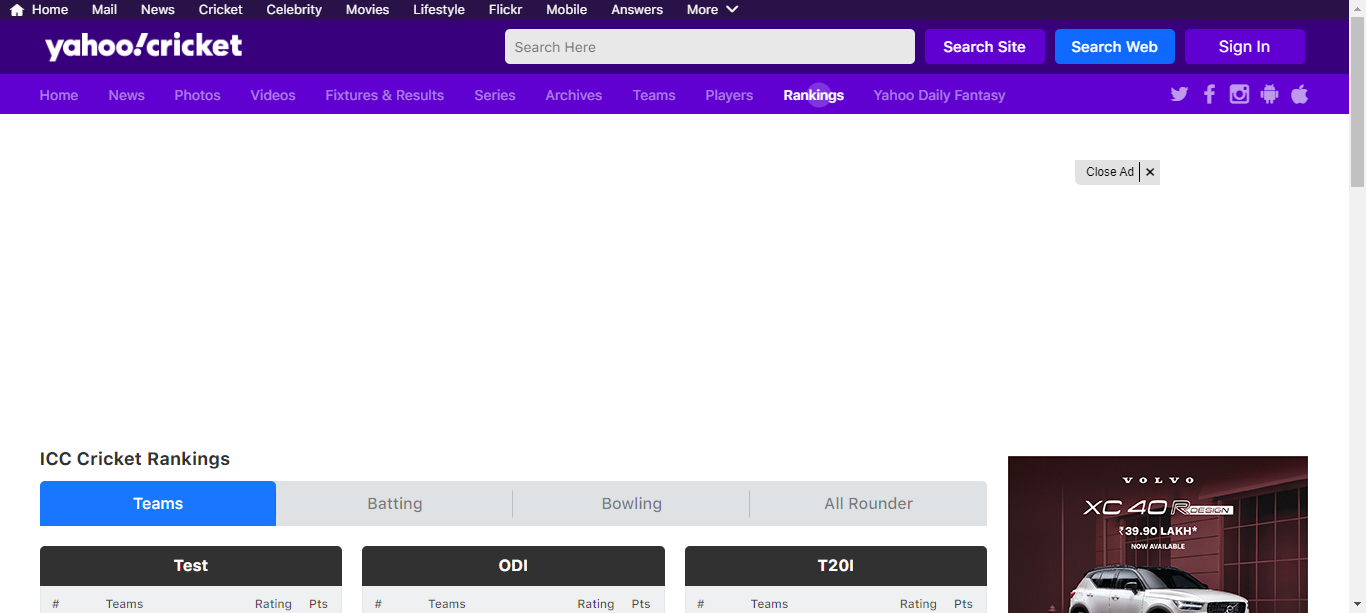 Home Mail News Cricket Celebrity Movies Lifestyle Flickr Mobile Answers More
yahoo!cricket
Search Here
Search Site
Search Web
Sign In
Home News Photos Videos Fixtures & Results Series Archives Teams Players Rankings Yahoo Daily Fantasy
Close Ad ×
ICC Cricket Rankings
Teams Batting Bowling All Rounder
Test
# Teams Rating Pts
ODI
# Teams Rating Pts
T20I
# Teams Rating Pts
VOLVO
XC 40 R DESIGN
₹39.90 LAKH*
NOW AVAILABLE